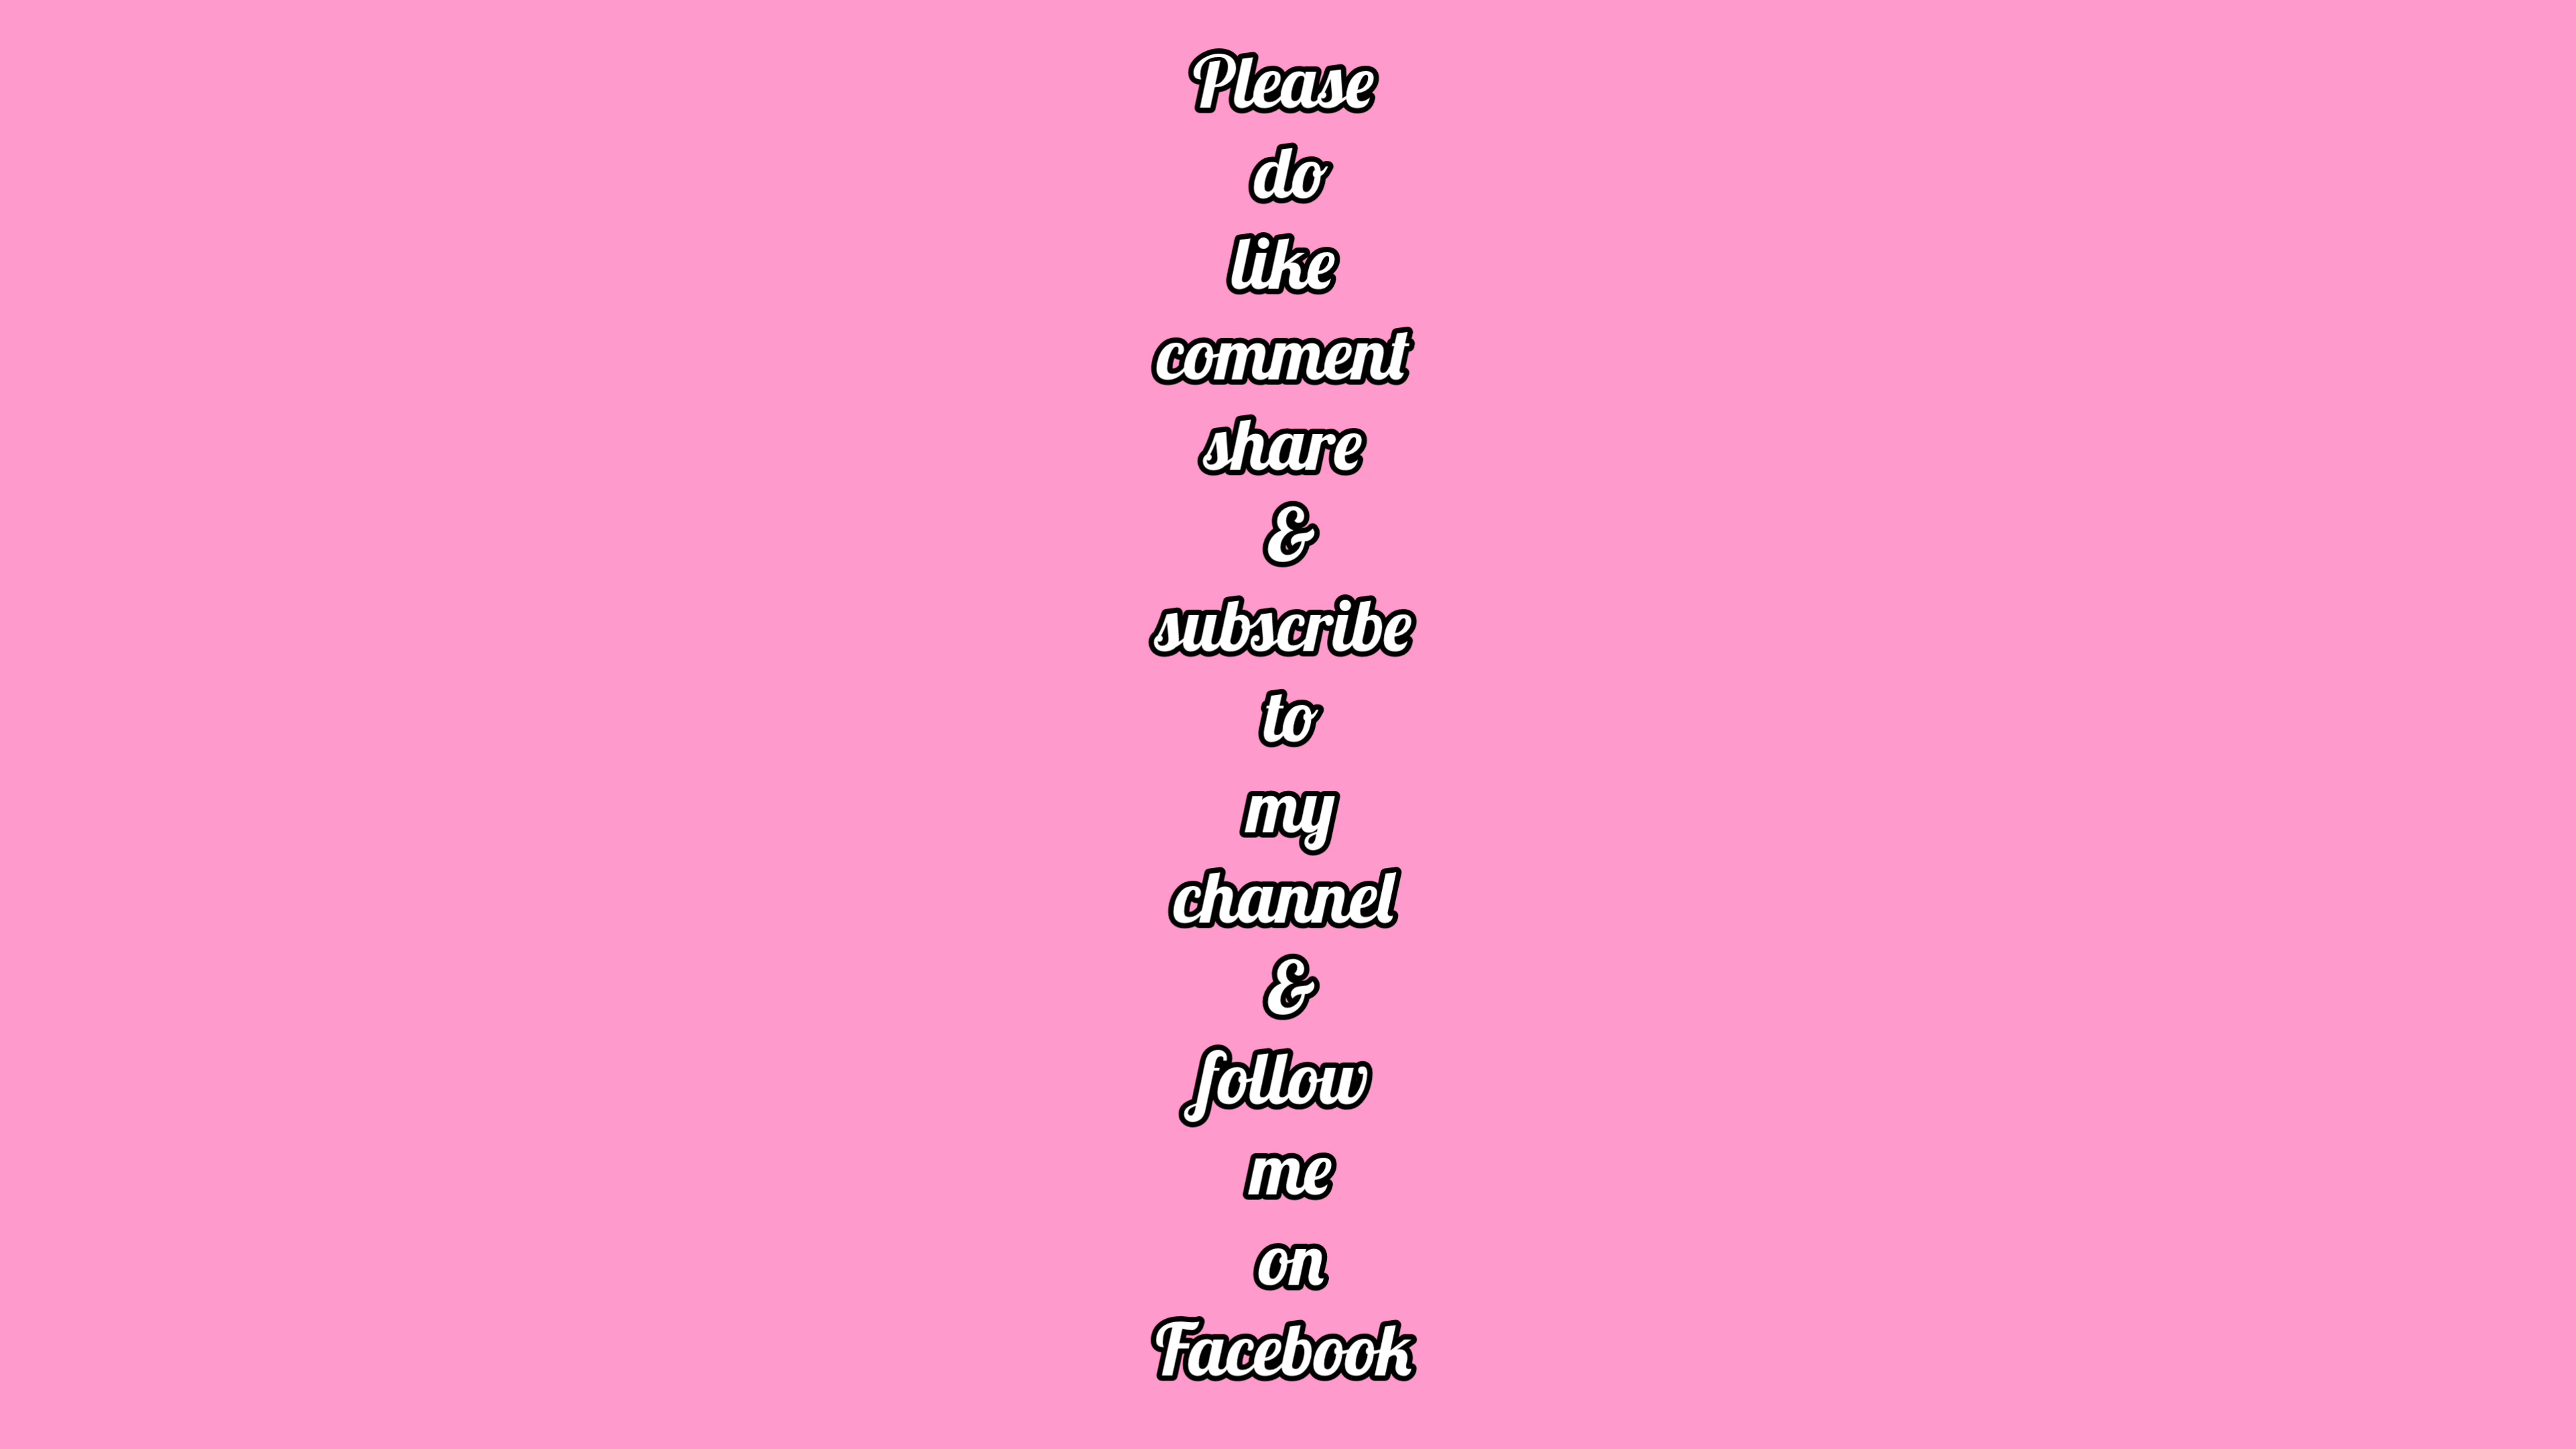 Please
do
like
comment
share
&
subscribe
to
my
channel
&
follow
me
on
Facebook